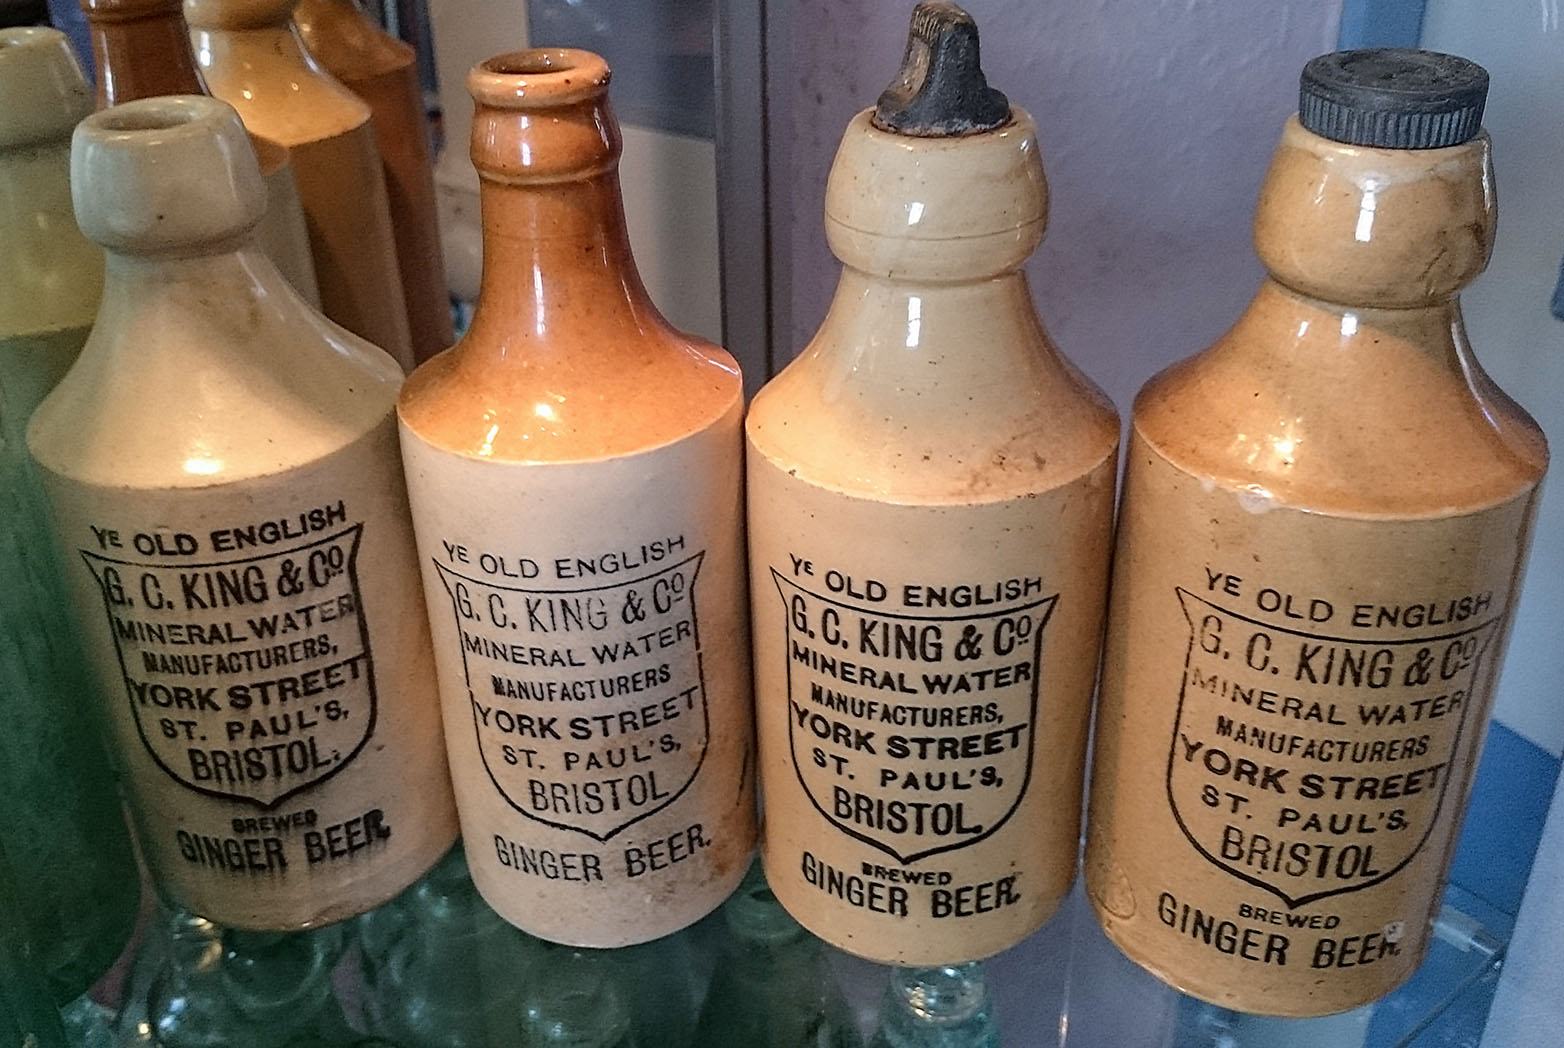 YE OLD ENGLISH
G. C. KING & CO
MINERAL WATER
MANUFACTURERS,
YORK STREET
ST. PAUL'S,
BRISTOL.
BREWED
GINGER BEER.
YE OLD ENGLISH
G. C. KING & CO
MINERAL WATER
MANUFACTURERS
YORK STREET
ST. PAUL'S,
BRISTOL
GINGER BEER.
YE OLD ENGLISH
G. C. KING & CO
MINERAL WATER
MANUFACTURERS,
YORK STREET
ST. PAUL'S,
BRISTOL.
BREWED
GINGER BEER.
YE OLD ENGLISH
G. C. KING & CO
MINERAL WATER
MANUFACTURERS
YORK STREET
ST. PAUL'S,
BRISTOL
BREWED
GINGER BEER.